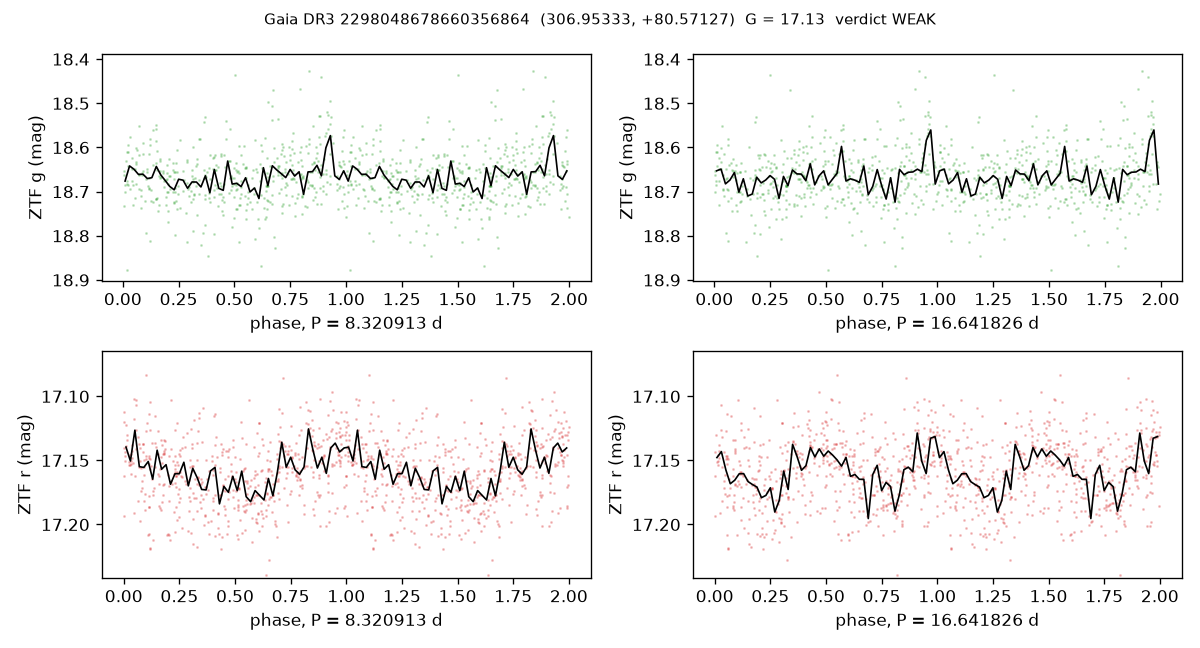 Gaia DR3 2298048678660356864  (306.95333, +80.57127)  G = 17.13  verdict WEAK
ZTF g (mag)
18.4
18.5
18.6
18.7
18.8
18.9
0.00 0.25 0.50 0.75 1.00 1.25 1.50 1.75 2.00
phase, P = 8.320913 d
ZTF g (mag)
18.4
18.5
18.6
18.7
18.8
18.9
0.00 0.25 0.50 0.75 1.00 1.25 1.50 1.75 2.00
phase, P = 16.641826 d
ZTF r (mag)
17.10
17.15
17.20
0.00 0.25 0.50 0.75 1.00 1.25 1.50 1.75 2.00
phase, P = 8.320913 d
ZTF r (mag)
17.10
17.15
17.20
0.00 0.25 0.50 0.75 1.00 1.25 1.50 1.75 2.00
phase, P = 16.641826 d